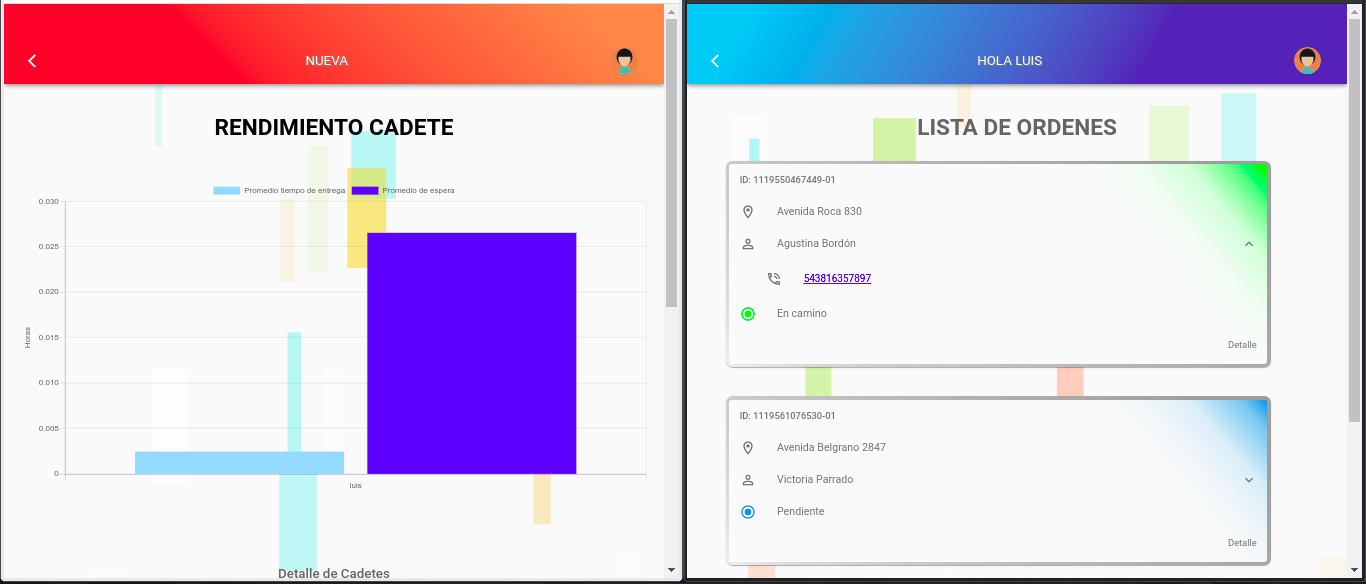 NUEVA
RENDIMIENTO CADETE
Promedio tiempo de entrega Promedio de espera
0.030
0.025
0.020
0.015
0.010
0.005
0
Horas
luis
Detalle de Cadetes
HOLA LUIS
LISTA DE ORDENES
ID: 1119550467449-01
Avenida Roca 830
Agustina Bordón
543816357897
En camino
Detalle
ID: 1119561076530-01
Avenida Belgrano 2847
Victoria Parrado
Pendiente
Detalle